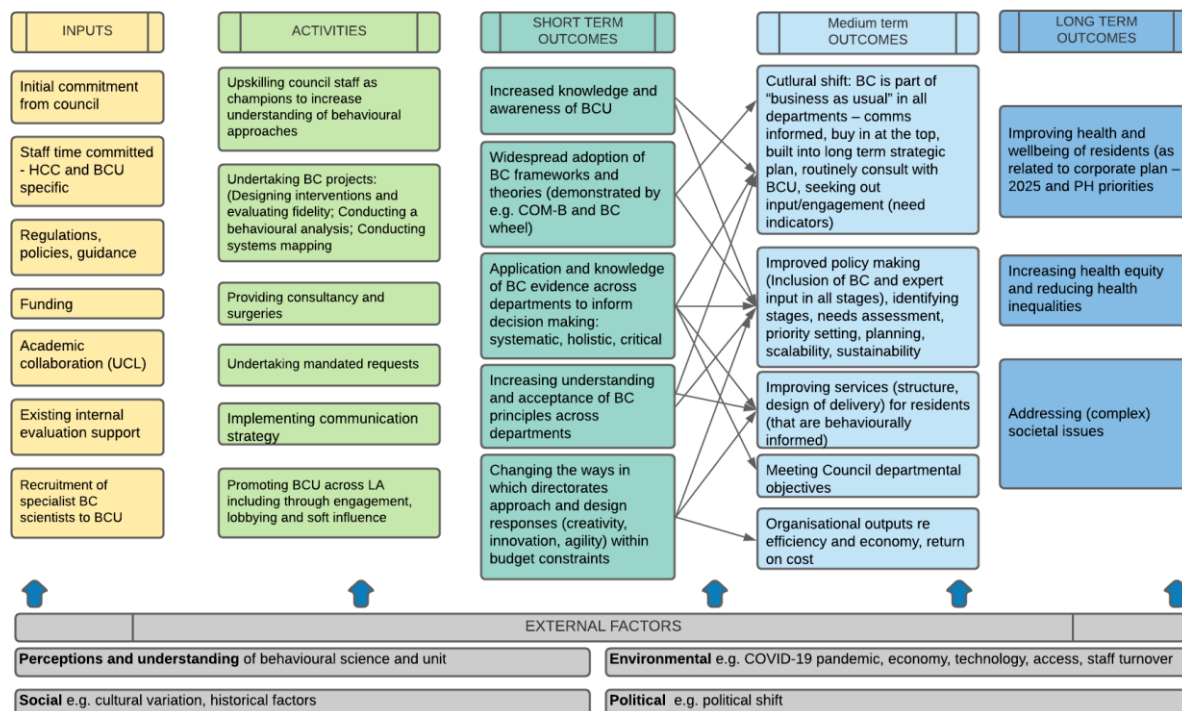 INPUTS
Initial commitment
from council
Staff time committed
- HCC and BCU
specific
Regulations,
policies, guidance
Funding
Academic
collaboration (UCL)
Existing internal
evaluation support
Recruitment of
specialist BC
scientists to BCU
ACTIVITIES
Upskilling council staff as
champions to increase
understanding of behavioural
approaches
Undertaking BC projects:
(Designing interventions and
evaluating fidelity; Conducting a
behavioural analysis; Conducting
systems mapping
Providing consultancy and
surgeries
Undertaking mandated requests
Implementing communication
strategy
Promoting BCU across LA
including through engagement,
lobbying and soft influence
SHORT TERM
OUTCOMES
Increased knowledge and
awareness of BCU
Widespread adoption of
BC frameworks and
theories (demonstrated by
e.g. COM-B and BC
wheel)
Application and knowledge
of BC evidence across
departments to inform
decision making:
systematic, holistic, critical
Increasing understanding
and acceptance of BC
principles across
departments
Changing the ways in
which directorates
approach and design
responses (creativity,
innovation, agility) within
budget constraints
Medium term
OUTCOMES
Cutlural shift: BC is part of
“business as usual” in all
departments – comms
informed, buy in at the top,
built into long term strategic
plan, routinely consult with
BCU, seeking out
input/engagement (need
indicators)
Improved policy making
(Inclusion of BC and expert
input in all stages), identifying
stages, needs assessment,
priority setting, planning,
scalability, sustainability
Improving services (structure,
design of delivery) for residents
(that are behaviourally
informed)
Meeting Council departmental
objectives
Organisational outputs re
efficiency and economy, return
on cost
LONG TERM
OUTCOMES
Improving health and
wellbeing of residents (as
related to corporate plan –
2025 and PH priorities
Increasing health equity
and reducing health
inequalities
Addressing (complex)
societal issues
EXTERNAL FACTORS
Perceptions and understanding of behavioural science and unit
Environmental e.g. COVID-19 pandemic, economy, technology, access, staff turnover
Social e.g. cultural variation, historical factors
Political e.g. political shift